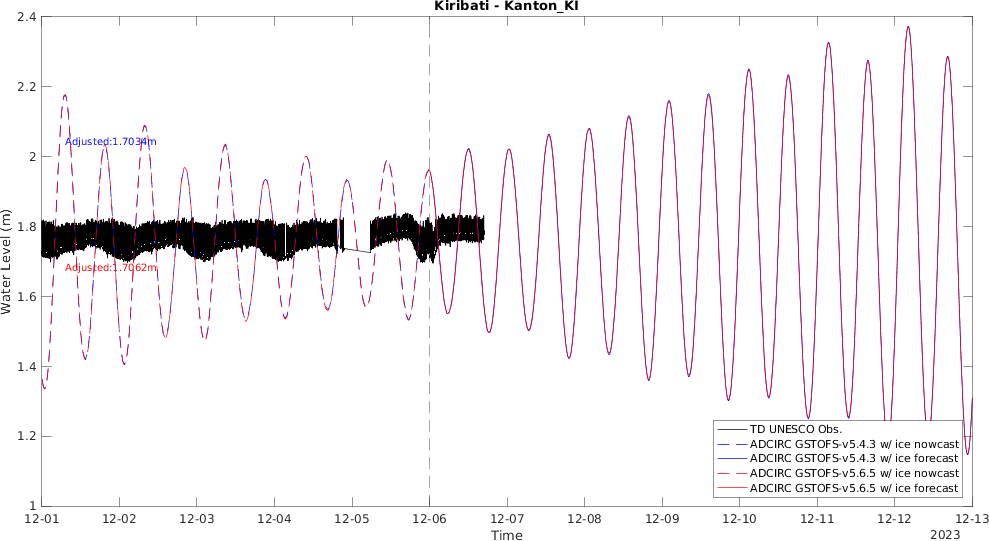 Kiribati - Kanton_KI
2.4
2.2
2
1.8
1.6
1.4
1.2
1
Water Level (m)
Adjusted:1.7034m
Adjusted:1.7062m
TD UNESCO Obs.
ADCIRC GSTOFS-v5.4.3 w/ ice nowcast
ADCIRC GSTOFS-v5.4.3 w/ ice forecast
ADCIRC GSTOFS-v5.6.5 w/ ice nowcast
ADCIRC GSTOFS-v5.6.5 w/ ice forecast
12-01 12-02 12-03 12-04 12-05 12-06 12-07 12-08 12-09 12-10 12-11 12-12 12-13
Time
2023